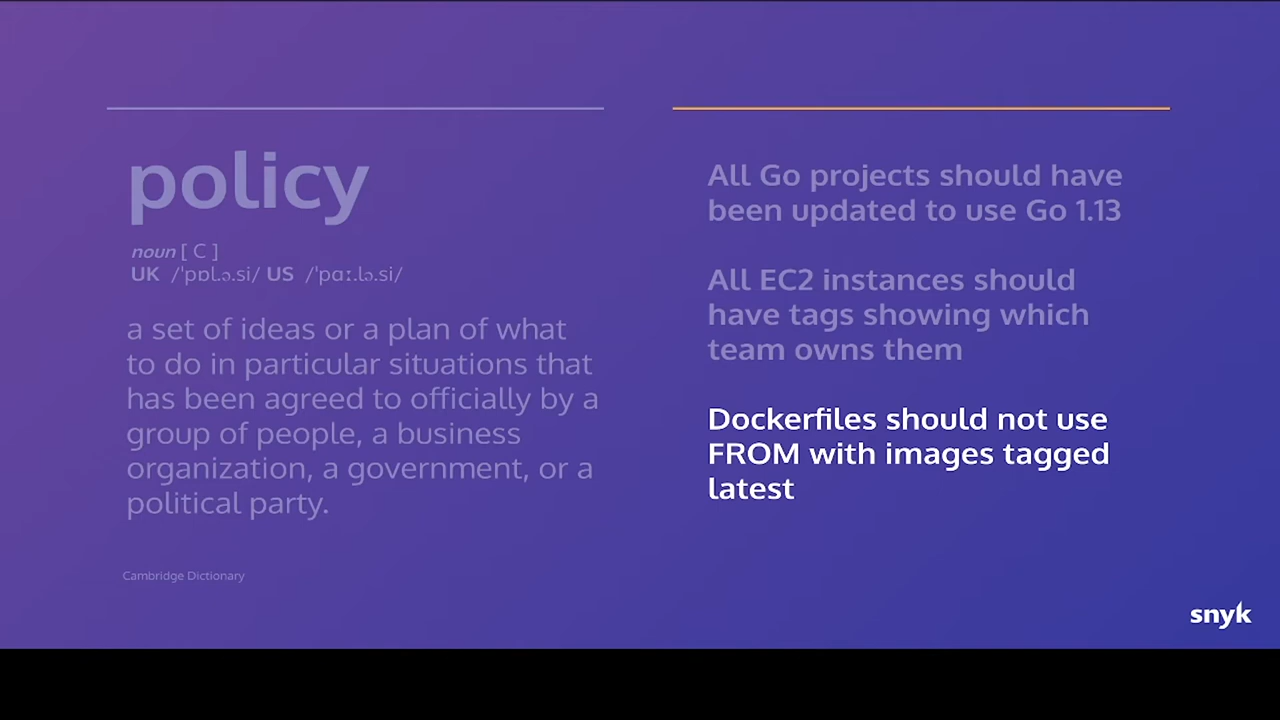 policy
noun [ C ]
UK /ˈpɒl.ə.si/ US /ˈpɑː.lə.si/
a set of ideas or a plan of what
to do in particular situations that
has been agreed to officially by a
group of people, a business
organization, a government, or a
political party.
Cambridge Dictionary
All Go projects should have
been updated to use Go 1.13
All EC2 instances should
have tags showing which
team owns them
Dockerfiles should not use
FROM with images tagged
latest
snyk